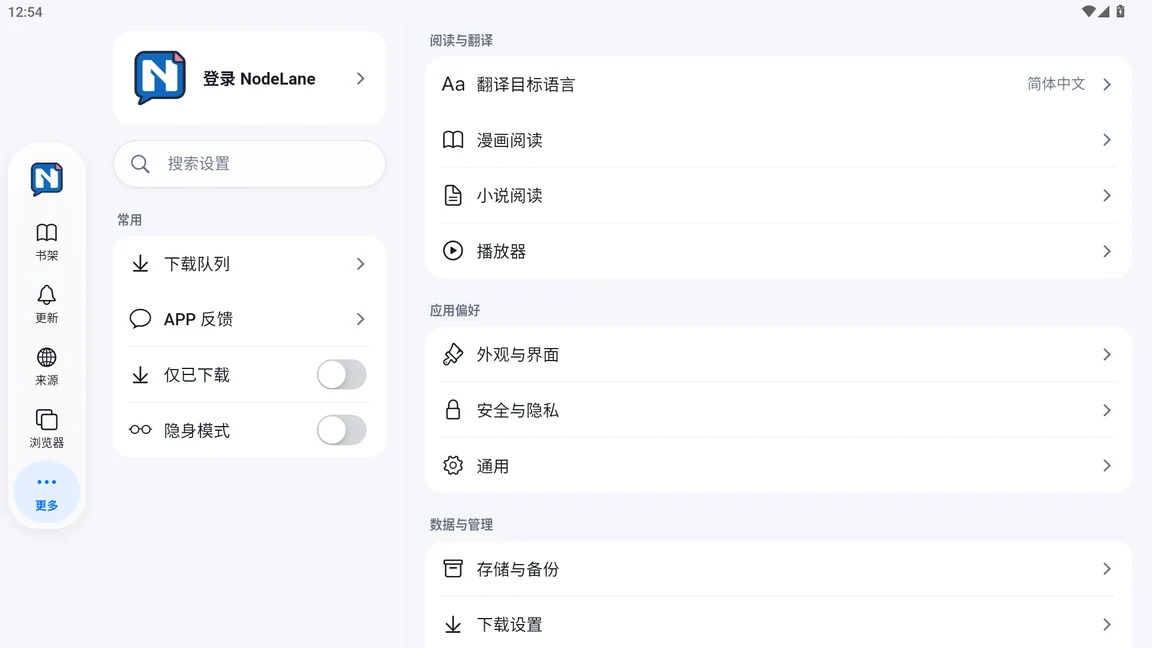 12:54
登录 NodeLane
搜索设置
常用
下载队列
APP 反馈
仅已下载
隐身模式
书架
更新
来源
浏览器
更多
阅读与翻译
Aa 翻译目标语言 简体中文
漫画阅读
小说阅读
播放器
应用偏好
外观与界面
安全与隐私
通用
数据与管理
存储与备份
下载设置